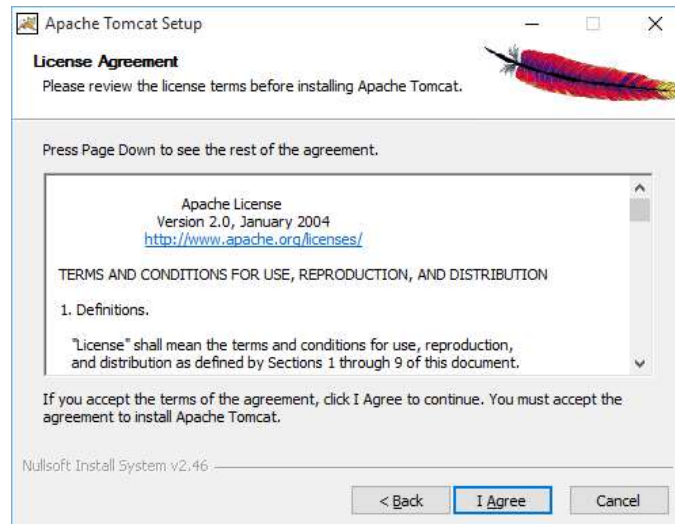 Apache Tomcat Setup
License Agreement
Please review the license terms before installing Apache Tomcat.
Press Page Down to see the rest of the agreement.
Apache License
Version 2.0, January 2004
http://www.apache.org/licenses/
TERMS AND CONDITIONS FOR USE, REPRODUCTION, AND DISTRIBUTION
1. Definitions.
"License" shall mean the terms and conditions for use, reproduction,
and distribution as defined by Sections 1 through 9 of this document.
If you accept the terms of the agreement, click I Agree to continue. You must accept the
agreement to install Apache Tomcat.
Nullsoft Install System v2.46
< Back I Agree Cancel